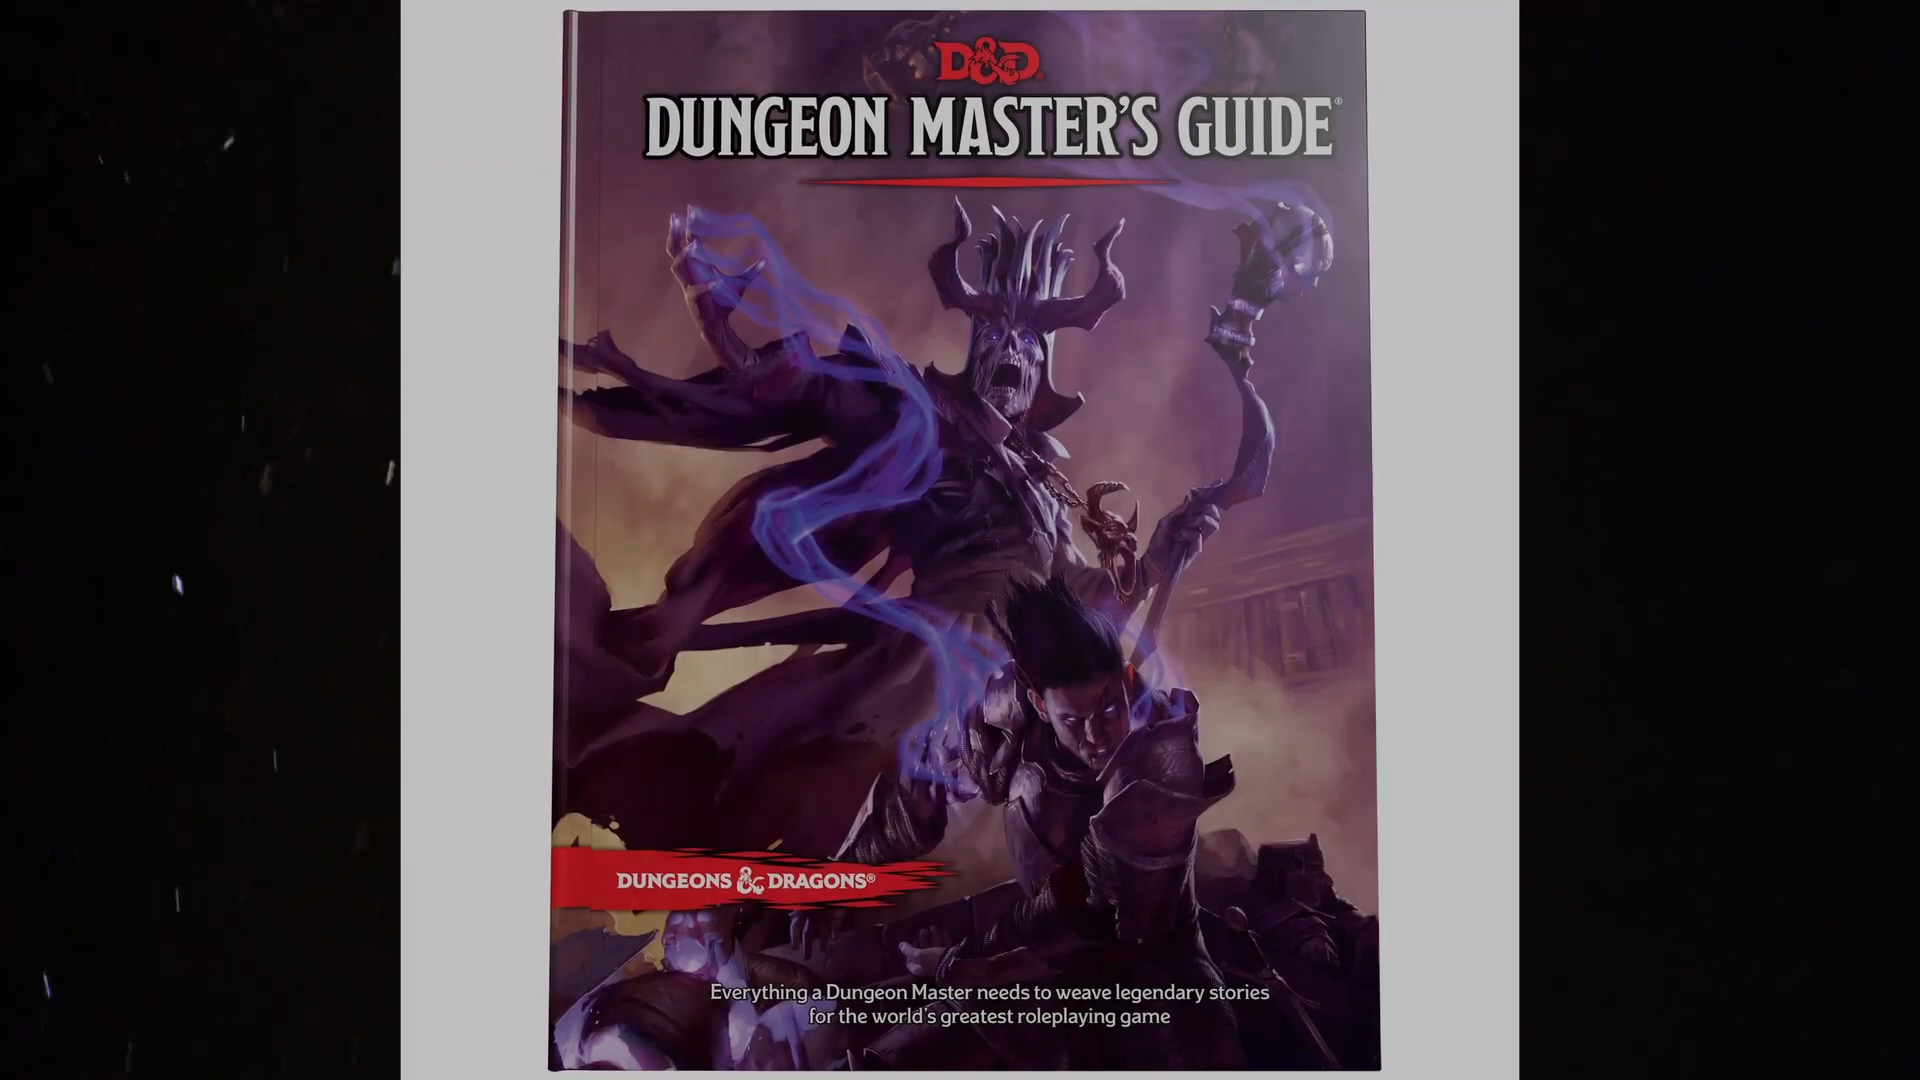 D&D®
DUNGEON MASTER'S GUIDE®
DUNGEONS & DRAGONS®
Everything a Dungeon Master needs to weave legendary stories
for the world's greatest roleplaying game